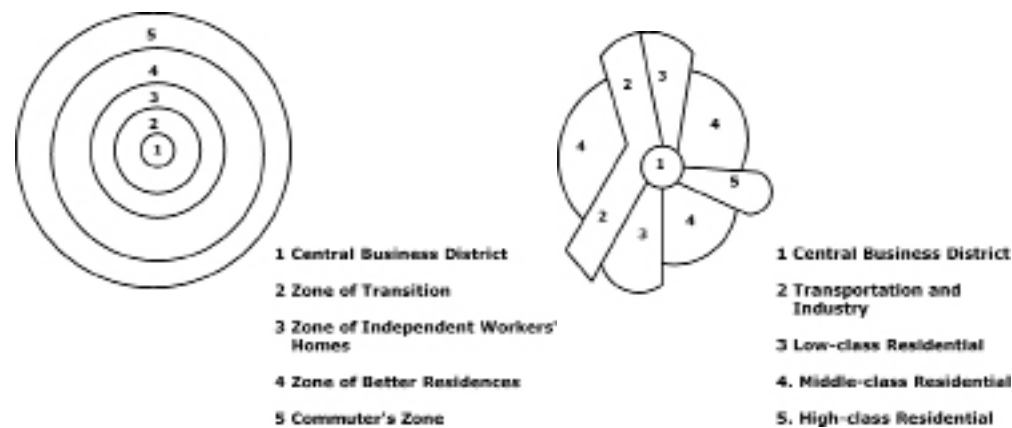 5
4
3
2
1
2
3
4
4
1
5
2
3
4
1 Central Business District
2 Zone of Transition
3 Zone of Independent Workers'
Homes
4 Zone of Better Residences
5 Commuter's Zone
1 Central Business District
2 Transportation and
Industry
3 Low-class Residential
4. Middle-class Residential
5. High-class Residential